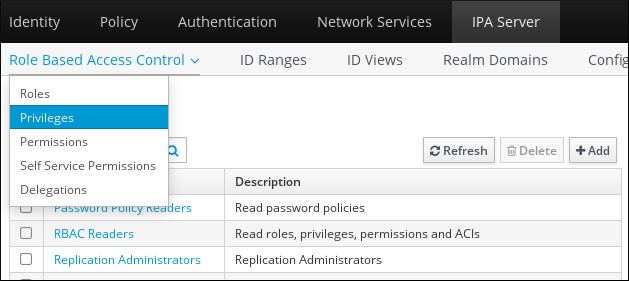 Identity Policy Authentication Network Services IPA Server
Role Based Access Control ID Ranges ID Views Realm Domains Config
Roles
Privileges
Permissions
Self Service Permissions
Delegations
Refresh Delete Add
Description
Password Policy Readers Read password policies
RBAC Readers Read roles, privileges, permissions and ACIs
Replication Administrators Replication Administrators